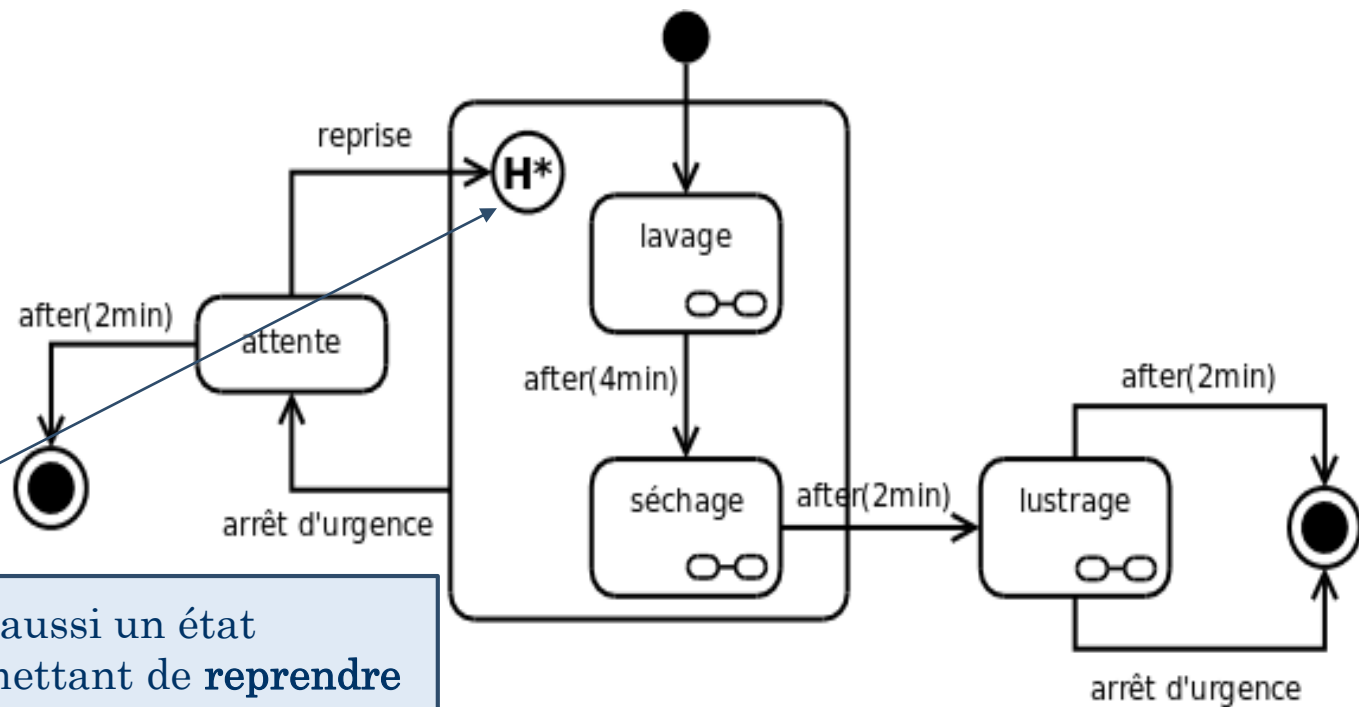 reprise
H*
lavage
after(2min)
attente
after(4min)
after(2min)
séchage
after(2min)
lustrage
arrêt d'urgence
aussi un état
mettant de reprendre
arrêt d'urgence